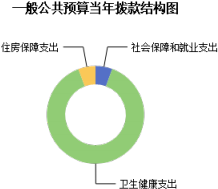 一般公共预算当年拨款结构图
住房保障支出
社会保障和就业支出
卫生健康支出